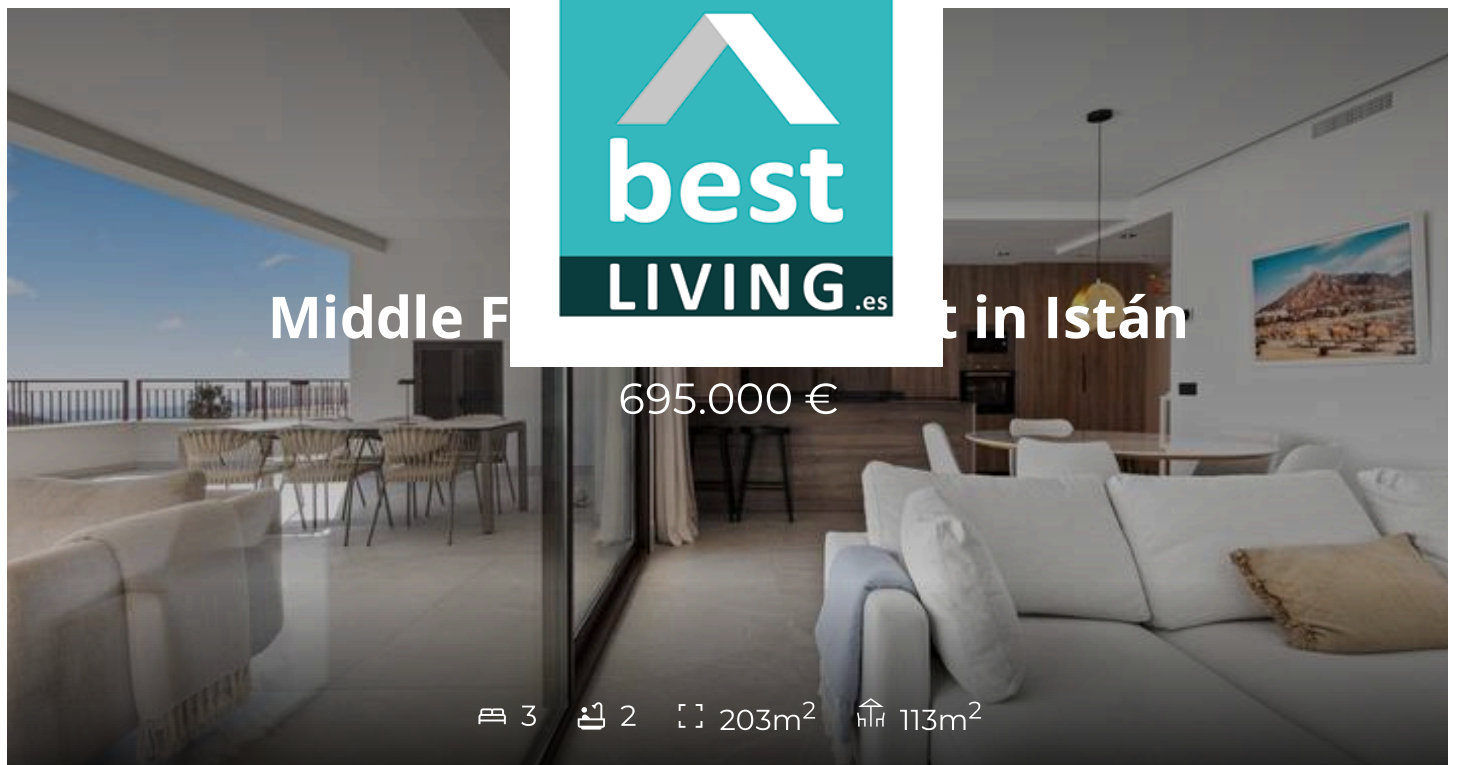 best
LIVING.es
Middle F t in Istán
695.000 €
3 2 203m² 113m²